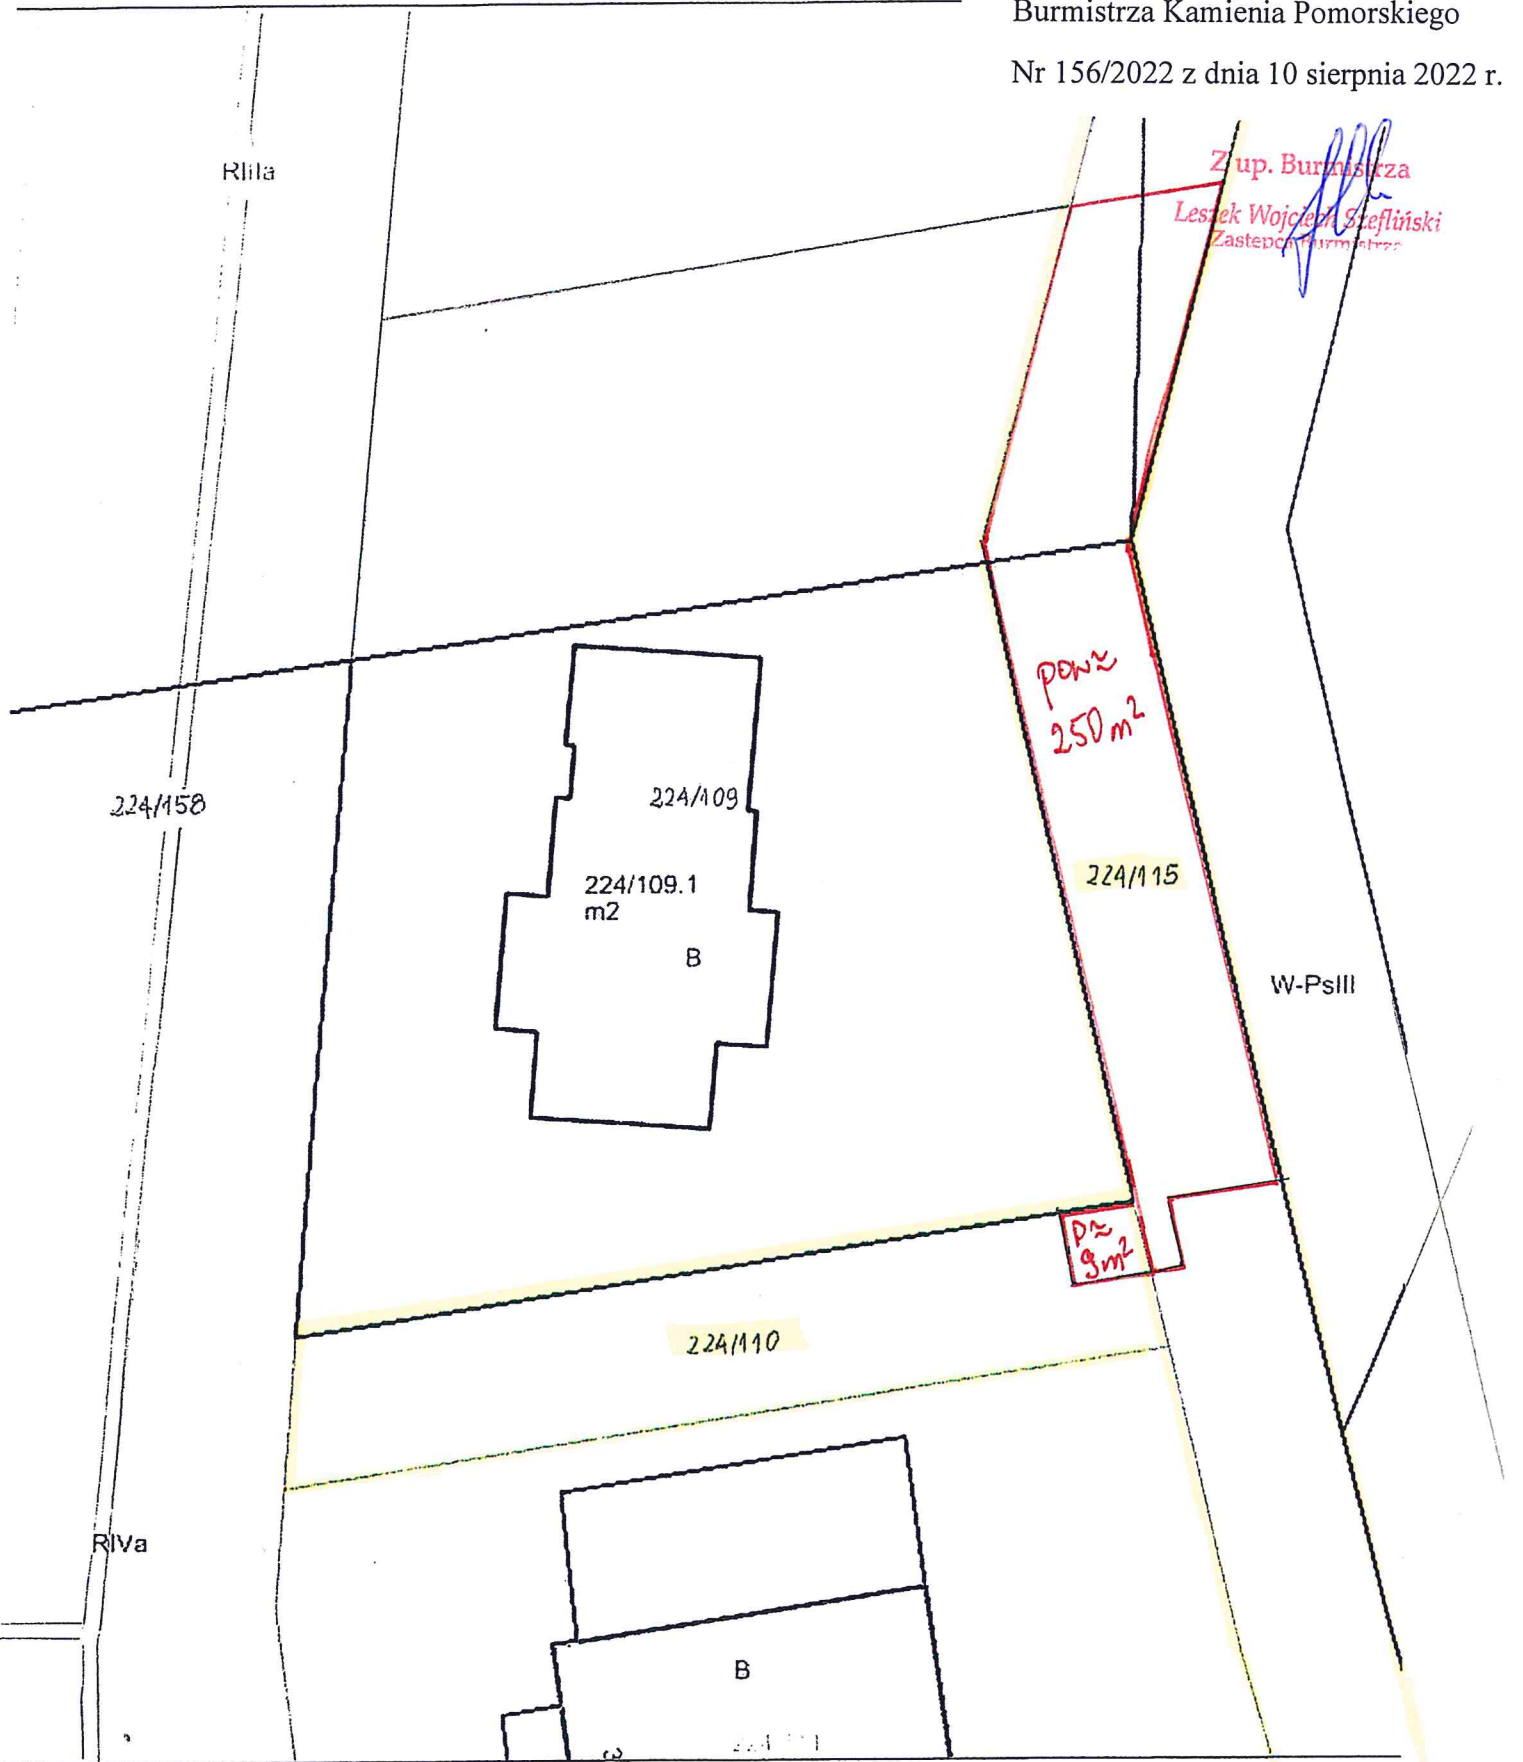 Burmistrza Kamienia Pomorskiego
Nr 156/2022 z dnia 10 sierpnia 2022 r.
Z up. Burmistrza
Leszek Wojciech Szefliński
Zastępca Burmistrza
RIIIa
pow≈
250 m²
224/158
224/109
224/109.1
m2
224/115
B
W-PsIII
p≈
9m²
224/110
RIVa
B